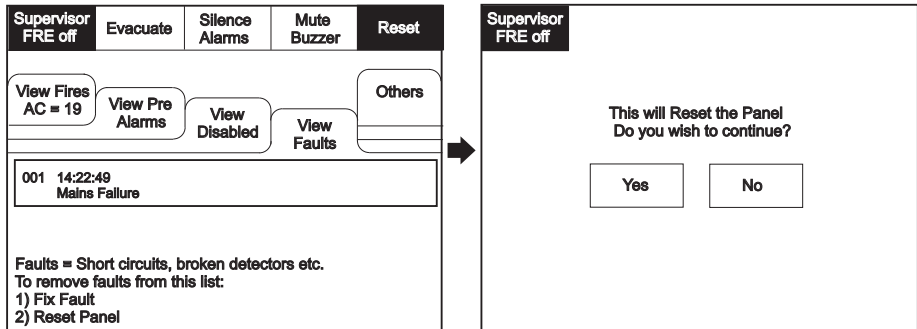 Supervisor
FRE off
Evacuate
Silence
Alarms
Mute
Buzzer
Reset
View Fires
AC = 19
View Pre
Alarms
View
Disabled
View
Faults
Others
001 14:22:49
Mains Failure
Faults = Short circuits, broken detectors etc.
To remove faults from this list:
1) Fix Fault
2) Reset Panel
Supervisor
FRE off
This will Reset the Panel
Do you wish to continue?
Yes
No